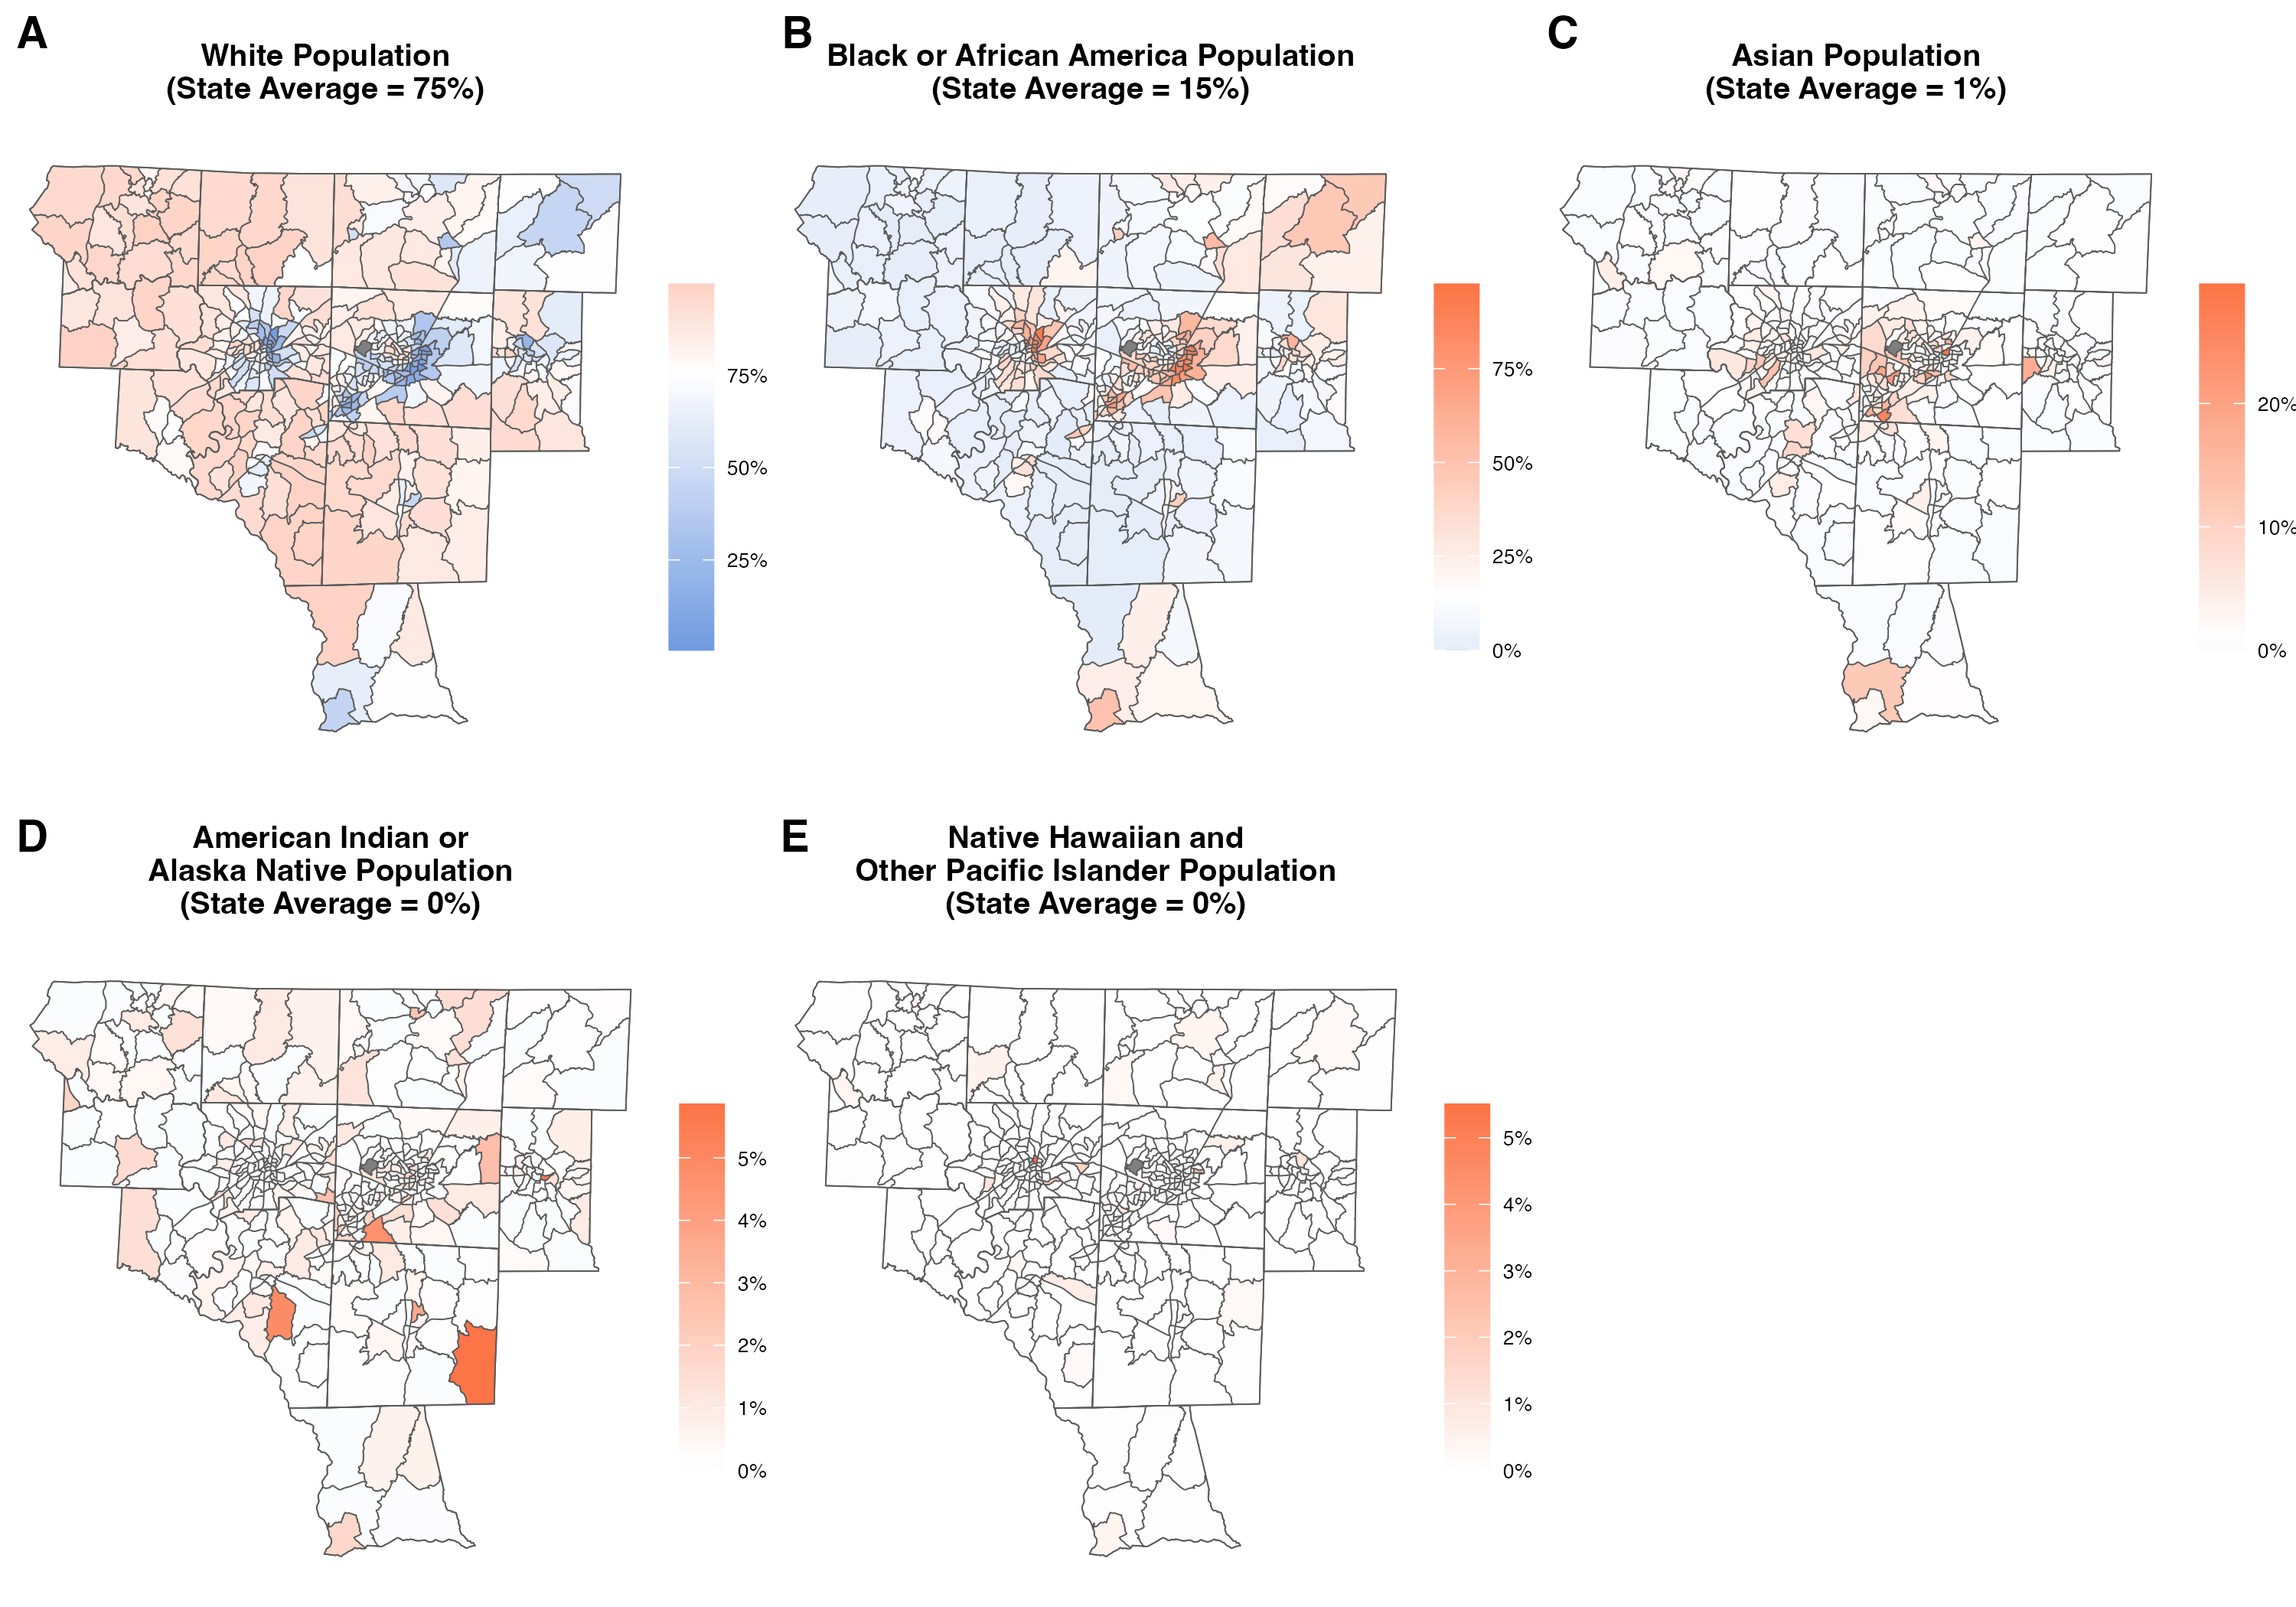 A
White Population
(State Average = 75%)
75%
50%
25%
B
Black or African America Population
(State Average = 15%)
75%
50%
25%
0%
C
Asian Population
(State Average = 1%)
20%
10%
0%
D
American Indian or
Alaska Native Population
(State Average = 0%)
5%
4%
3%
2%
1%
0%
E
Native Hawaiian and
Other Pacific Islander Population
(State Average = 0%)
5%
4%
3%
2%
1%
0%